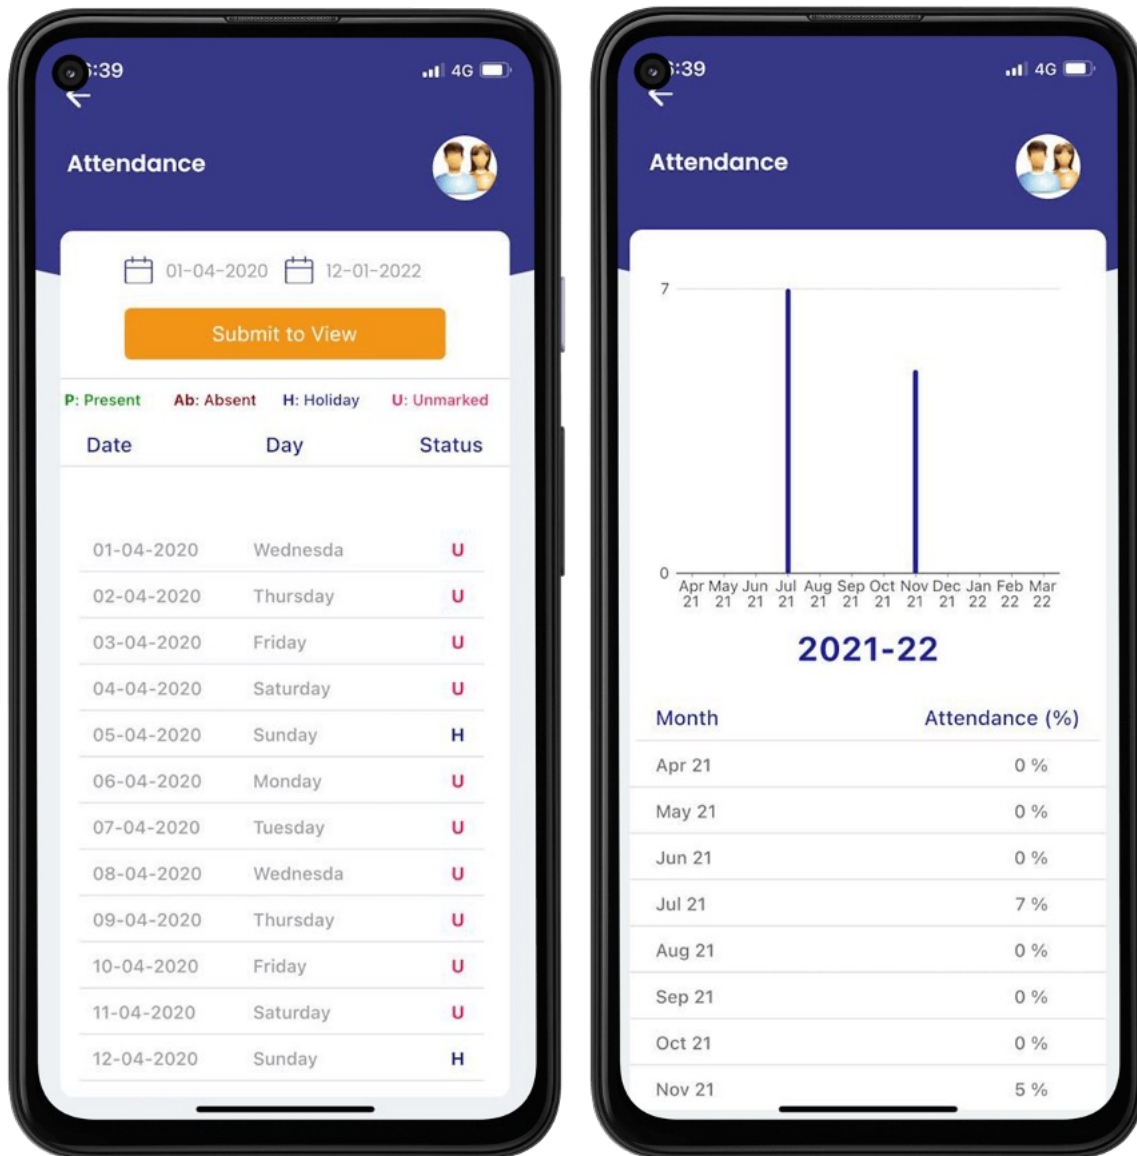 :39 4G
Attendance
01-04-2020 12-01-2022
Submit to View
P: Present Ab: Absent H: Holiday U: Unmarked
Date Day Status
01-04-2020 Wednesda U
02-04-2020 Thursday U
03-04-2020 Friday U
04-04-2020 Saturday U
05-04-2020 Sunday H
06-04-2020 Monday U
07-04-2020 Tuesday U
08-04-2020 Wednesda U
09-04-2020 Thursday U
10-04-2020 Friday U
11-04-2020 Saturday U
12-04-2020 Sunday H
:39 4G
Attendance
7
0
Apr May Jun Jul Aug Sep Oct Nov Dec Jan Feb Mar
21 21 21 21 21 21 21 21 21 22 22 22
2021-22
Month Attendance (%)
Apr 21 0 %
May 21 0 %
Jun 21 0 %
Jul 21 7 %
Aug 21 0 %
Sep 21 0 %
Oct 21 0 %
Nov 21 5 %